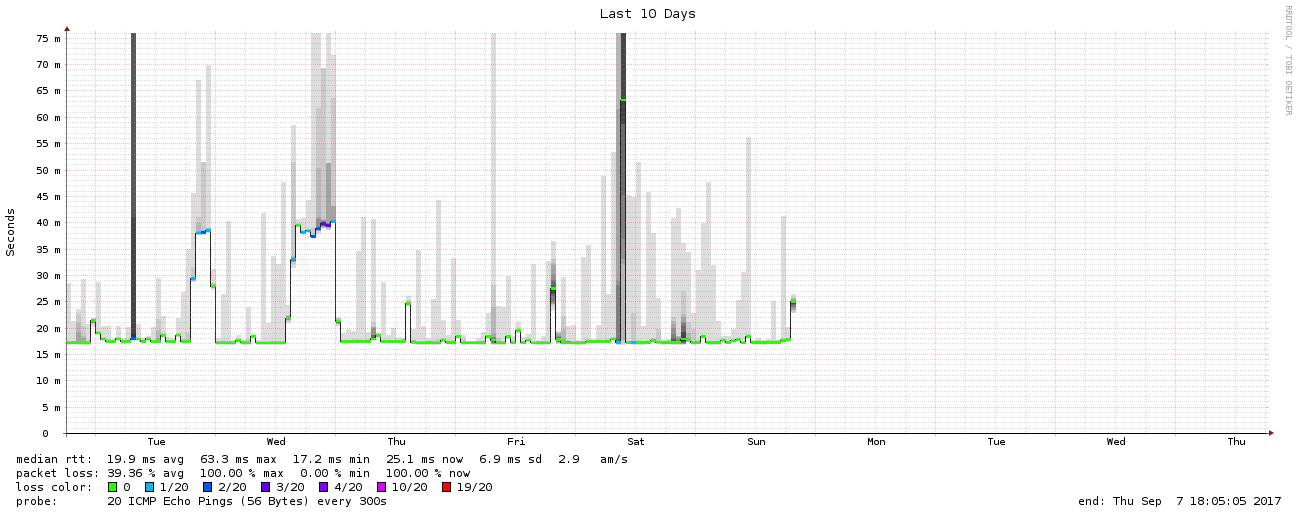 Last 10 Days
RRDTOOL / TOBI OETIKER
Seconds
75 m
70 m
65 m
60 m
55 m
50 m
45 m
40 m
35 m
30 m
25 m
20 m
15 m
10 m
5 m
0
Tue Wed Thu Fri Sat Sun Mon Tue Wed Thu
median rtt: 19.9 ms avg 63.3 ms max 17.2 ms min 25.1 ms now 6.9 ms sd 2.9 am/s
packet loss: 39.36 % avg 100.00 % max 0.00 % min 100.00 % now
loss color: 0 1/20 2/20 3/20 4/20 10/20 19/20
probe: 20 ICMP Echo Pings (56 Bytes) every 300s end: Thu Sep 7 18:05:05 2017